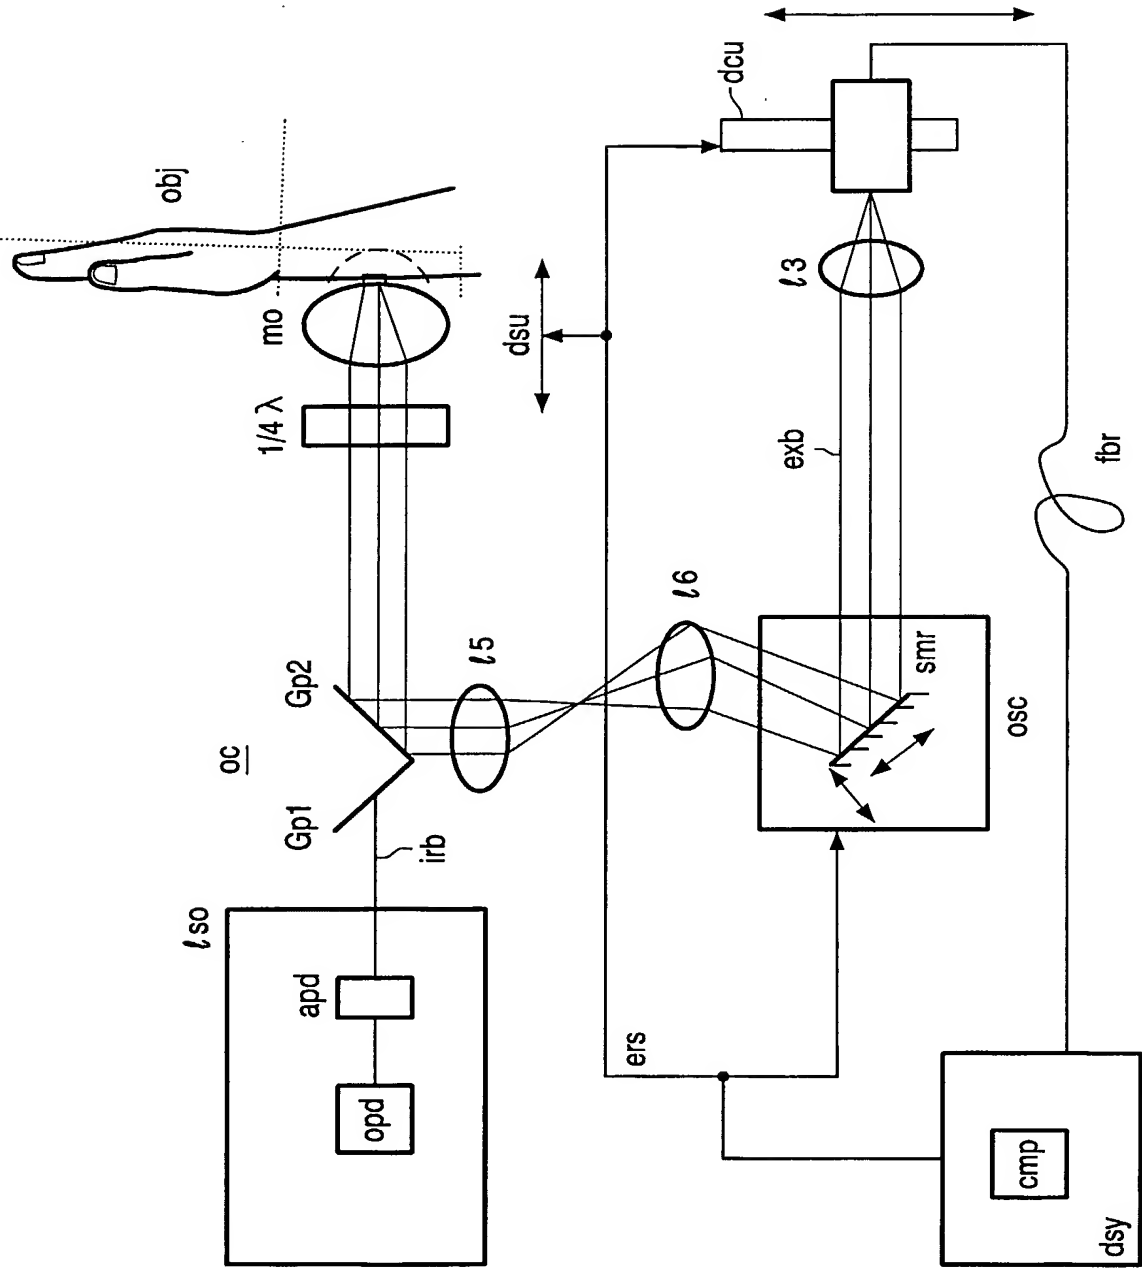 obj
mo
1/4 λ
dsu
dcu
ℓ3
exb
fbr
ℓ6
ℓ5
Gp2
oc
Gp1
irb
smr
osc
ℓso
apd
opd
ers
cmp
dsy